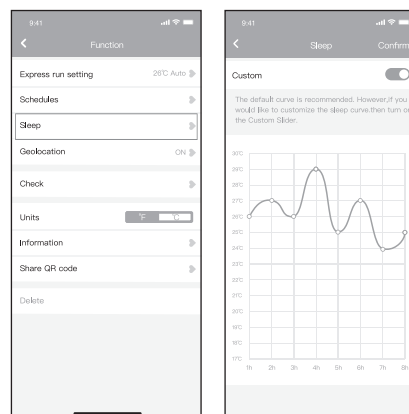 9:41
Function
Express run setting 26℃ Auto
Schedules
Sleep
Geolocation ON
Check
Units °F ℃
Information
Share QR code
Delete
9:41
Sleep Confirm
Custom
The default curve is recommended. However,if you
would like to customize the sleep curve.then turn on
the Custom Slider.
30℃
29℃
28℃
27℃
26℃
25℃
24℃
23℃
22℃
21℃
20℃
19℃
18℃
17℃
1h 2h 3h 4h 5h 6h 7h 8h